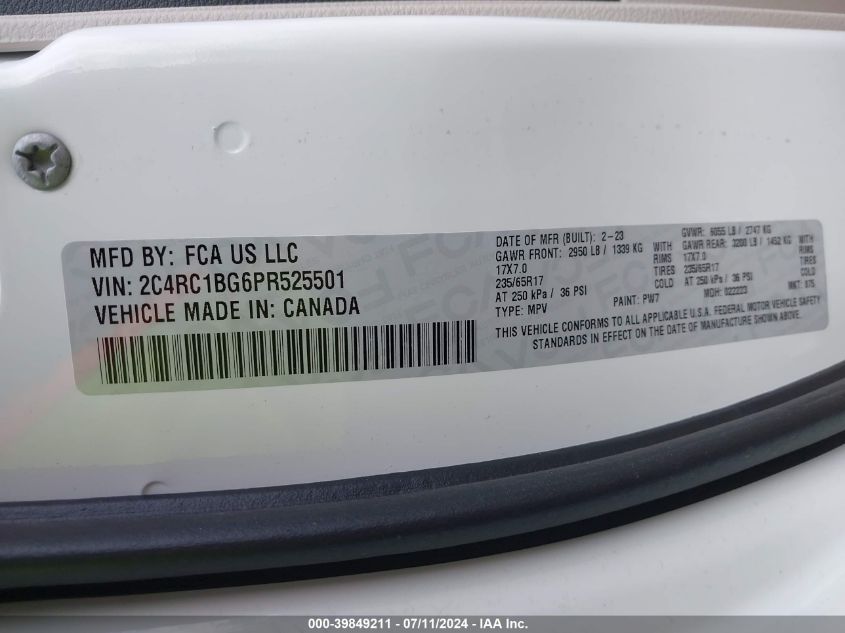 MFD BY: FCA US LLC
VIN: 2C4RC1BG6PR525501
VEHICLE MADE IN: CANADA
DATE OF MFR (BUILT): 2-23
GVWR: 6055 LB / 2747 KG
GAWR FRONT: 2950 LB / 1339 KG WITH
GAWR REAR: 3200 LB / 1452 KG WITH
17X7.0 RIMS
17X7.0 RIMS
235/65R17 TIRES
235/65R17 TIRES
AT 250 kPa / 36 PSI COLD
AT 250 kPa / 36 PSI COLD
TYPE: MPV PAINT: PW7 MDH: 022223 MKT: 875
THIS VEHICLE CONFORMS TO ALL APPLICABLE U.S.A. FEDERAL MOTOR VEHICLE SAFETY
STANDARDS IN EFFECT ON THE DATE OF MANUFACTURE SHOWN ABOVE.
000-39849211 - 07/11/2024 - IAA Inc.